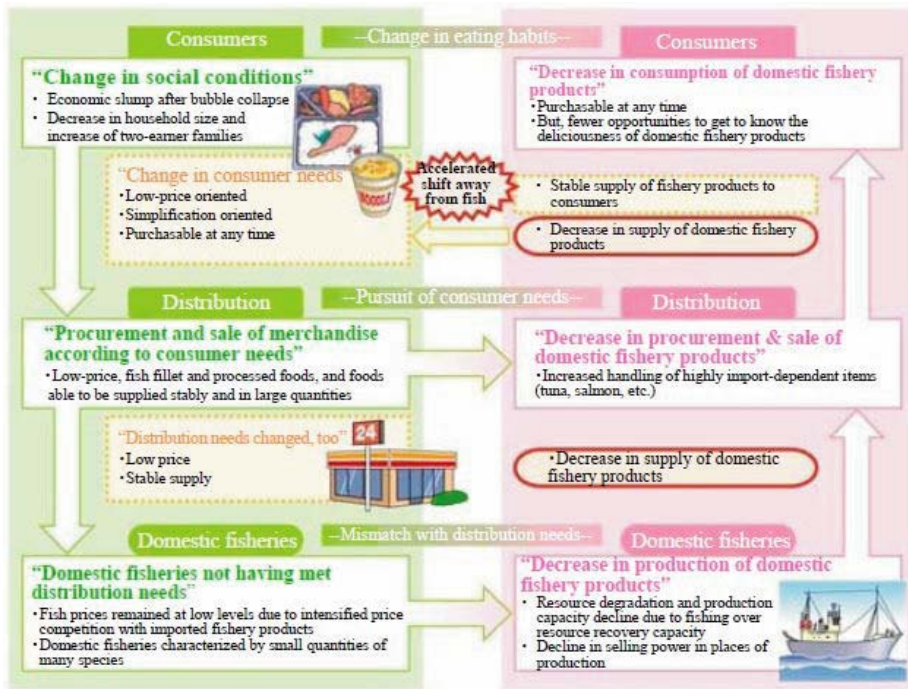 Consumers
--Change in eating habits--
Consumers
“Change in social conditions”
• Economic slump after bubble collapse
• Decrease in household size and
increase of two-earner families
“Decrease in consumption of domestic fishery
products”
•Purchasable at any time
•But, fewer opportunities to get to know the
deliciousness of domestic fishery products
“Change in consumer needs
•Low-price oriented
•Simplification oriented
•Purchasable at any time
NOODLE
Accelerated
shift away
from fish
• Stable supply of fishery products to
consumers
• Decrease in supply of domestic fishery
products
Distribution
--Pursuit of consumer needs--
Distribution
“Procurement and sale of merchandise
according to consumer needs”
•Low-price, fish fillet and processed foods, and foods
able to be supplied stably and in large quantities
“Decrease in procurement & sale of
domestic fishery products”
•Increased handling of highly import-dependent items
(tuna, salmon, etc.)
“Distribution needs changed, too”
•Low price
•Stable supply
24
•Decrease in supply of domestic
fishery products
Domestic fisheries
--Mismatch with distribution needs--
Domestic fisheries
“Domestic fisheries not having met
distribution needs”
•Fish prices remained at low levels due to intensified price
competition with imported fishery products
•Domestic fisheries characterized by small quantities of
many species
“Decrease in production of domestic
fishery products”
• Resource degradation and production
capacity decline due to fishing over
resource recovery capacity
• Decline in selling power in places of
production